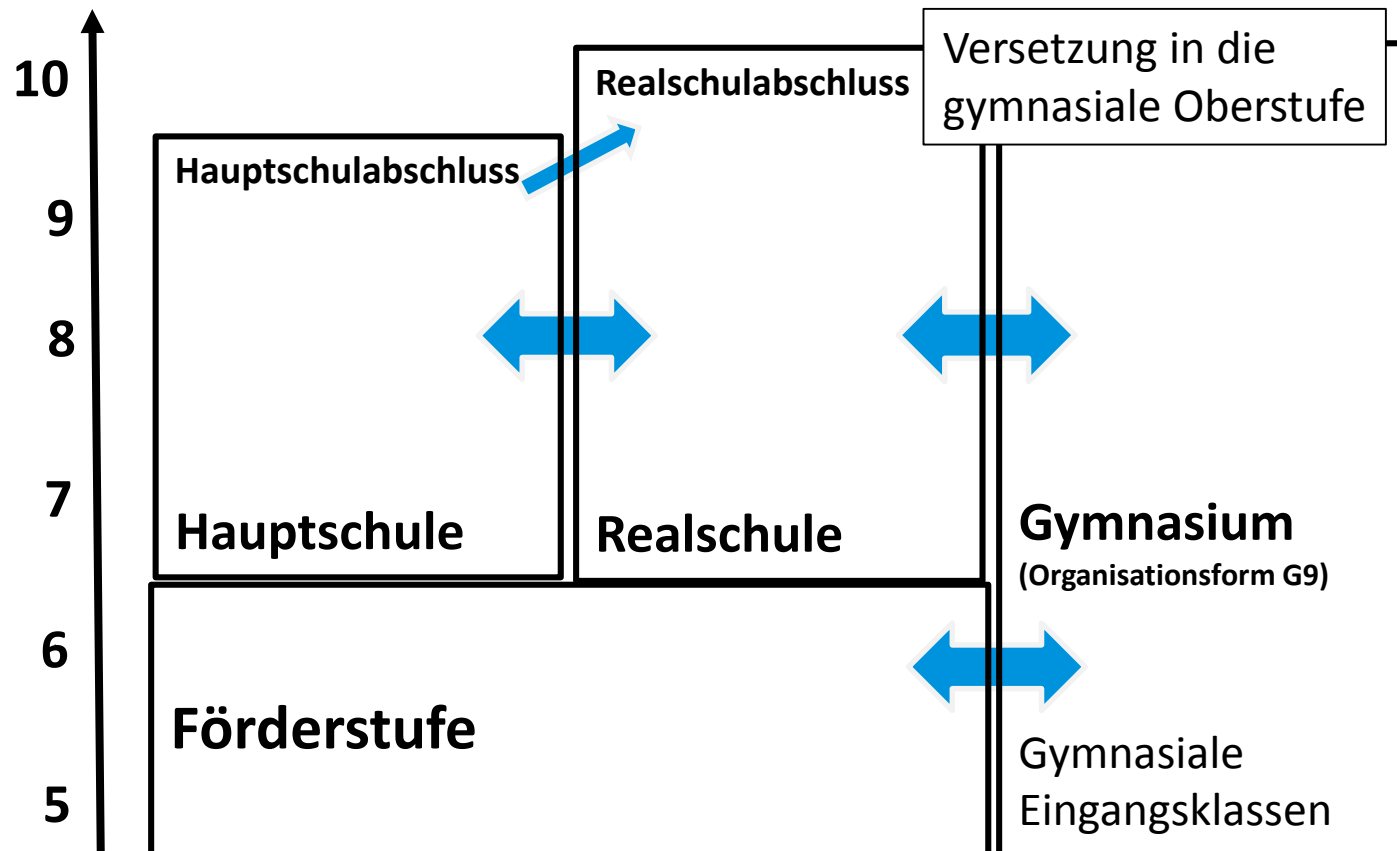 Versetzung in die
gymnasiale Oberstufe
10
Realschulabschluss
Hauptschulabschluss
9
8
7
Hauptschule
Realschule
Gymnasium
(Organisationsform G9)
6
Förderstufe
Gymnasiale
Eingangsklassen
5